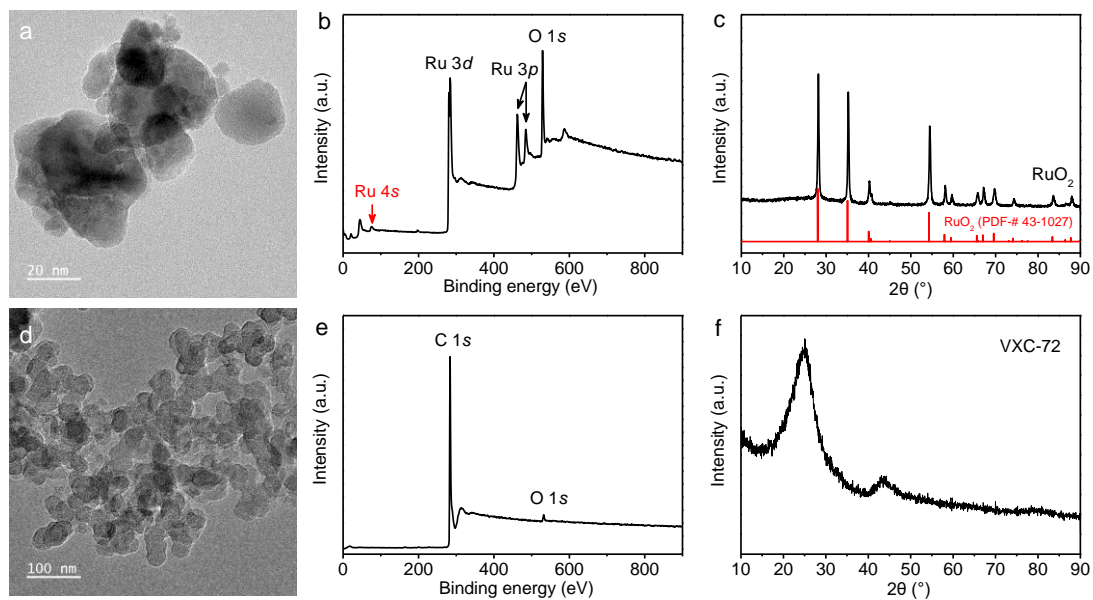 a
20 nm
b
Intensity (a.u.)
Ru 4s
Ru 3d
Ru 3p
O 1s
0 200 400 600 800
Binding energy (eV)
c
Intensity (a.u.)
RuO₂
RuO₂ (PDF-# 43-1027)
10 20 30 40 50 60 70 80 90
2θ (°)
d
100 nm
e
Intensity (a.u.)
C 1s
O 1s
0 200 400 600 800
Binding energy (eV)
f
Intensity (a.u.)
VXC-72
10 20 30 40 50 60 70 80 90
2θ (°)